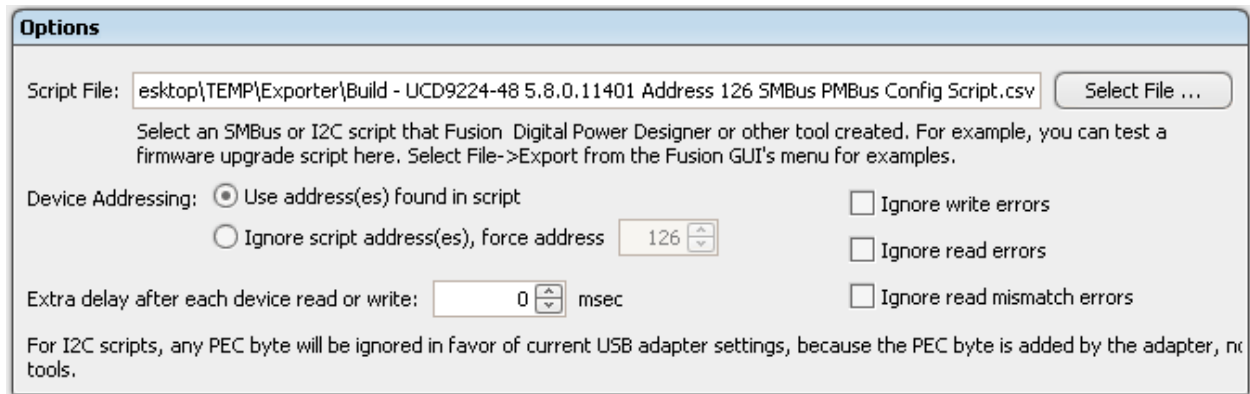 Options
Script File: esktop\TEMP\Exporter\Build - UCD9224-48 5.8.0.11401 Address 126 SMBus PMBus Config Script.csv Select File ...
Select an SMBus or I2C script that Fusion Digital Power Designer or other tool created. For example, you can test a
firmware upgrade script here. Select File->Export from the Fusion GUI's menu for examples.
Device Addressing: Use address(es) found in script
Ignore write errors
Ignore script address(es), force address 126
Ignore read errors
Extra delay after each device read or write: 0 msec
Ignore read mismatch errors
For I2C scripts, any PEC byte will be ignored in favor of current USB adapter settings, because the PEC byte is added by the adapter,
tools.